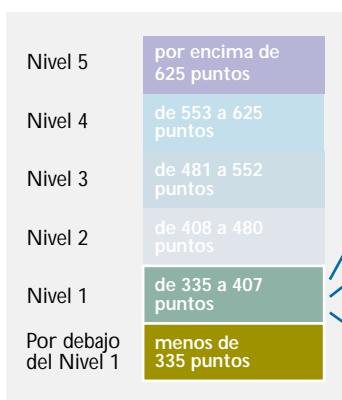 Nivel 5
por encima de
625 puntos
Nivel 4
de 553 a 625
puntos
Nivel 3
de 481 a 552
puntos
Nivel 2
de 408 a 480
puntos
Nivel 1
de 335 a 407
puntos
Por debajo
del Nivel 1
menos de
335 puntos